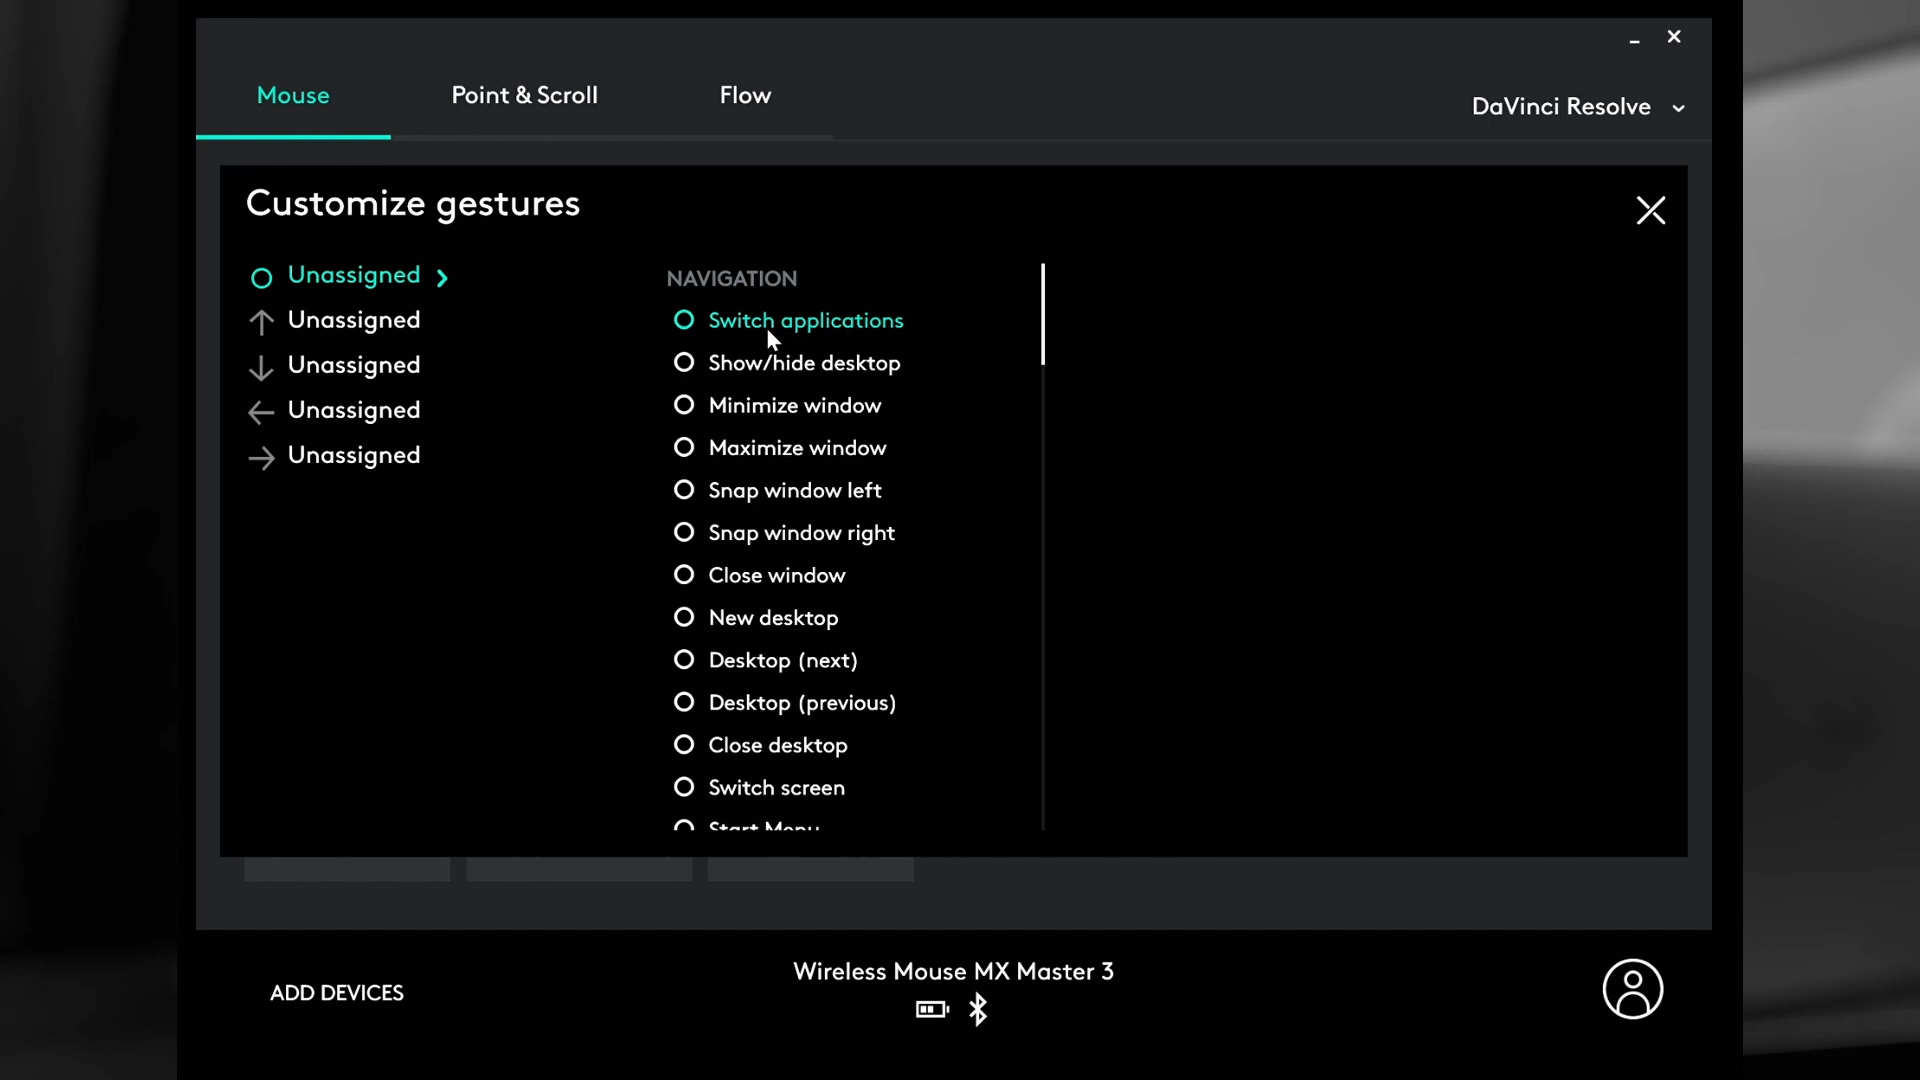 Mouse
Point & Scroll
Flow
DaVinci Resolve
Customize gestures
Unassigned
Unassigned
Unassigned
Unassigned
Unassigned
NAVIGATION
Switch applications
Show/hide desktop
Minimize window
Maximize window
Snap window left
Snap window right
Close window
New desktop
Desktop (next)
Desktop (previous)
Close desktop
Switch screen
Start Menu
ADD DEVICES
Wireless Mouse MX Master 3